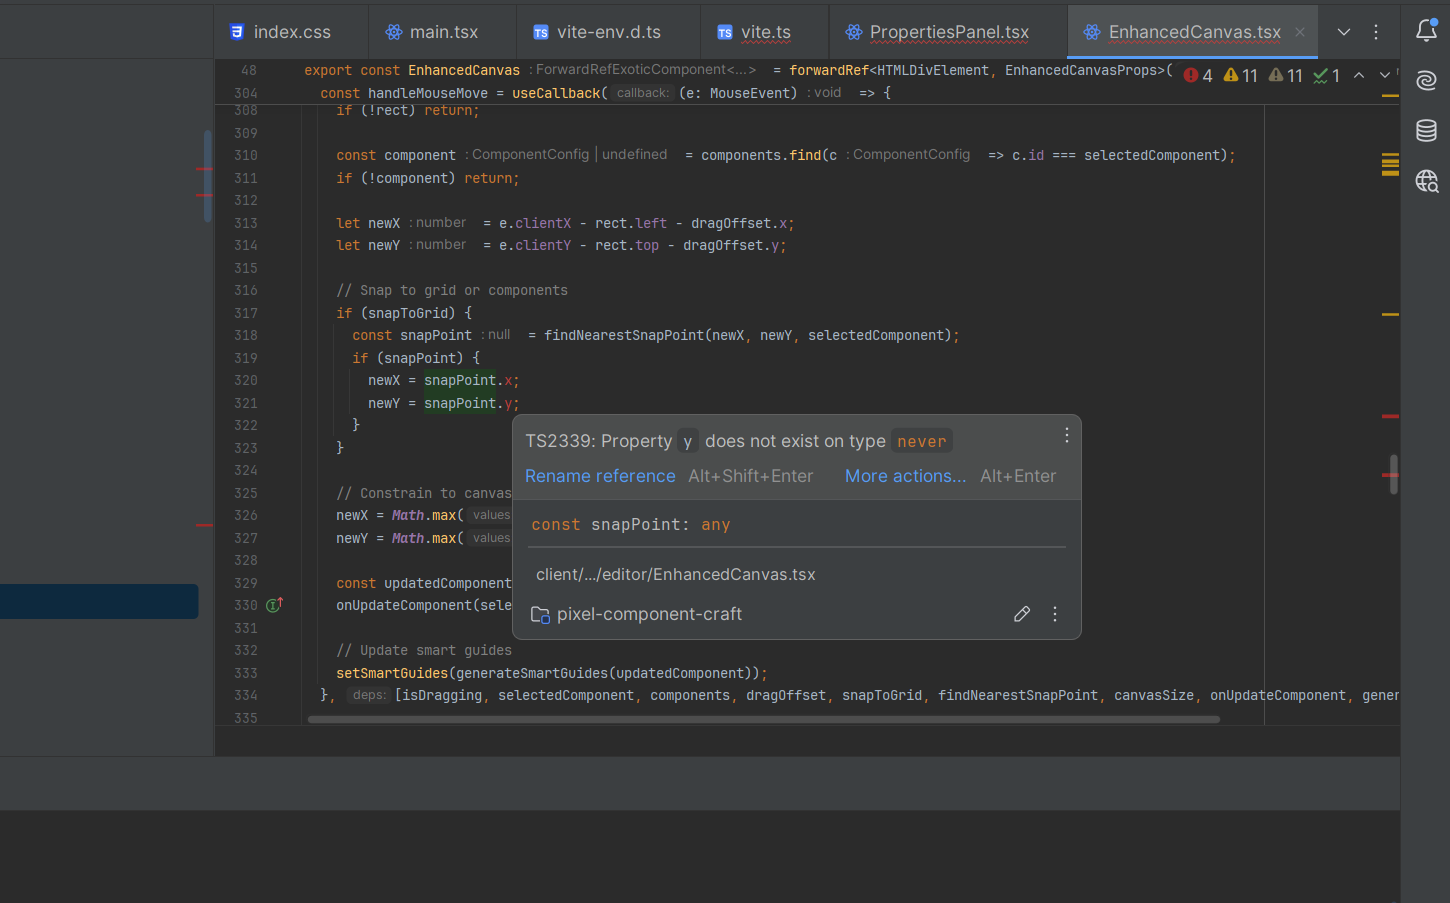 index.css main.tsx vite-env.d.ts vite.ts PropertiesPanel.tsx EnhancedCanvas.tsx
48 export const EnhancedCanvas : ForwardRefExoticComponent<...> = forwardRef<HTMLDivElement, EnhancedCanvasProps>( 4 11 11 1
304 const handleMouseMove = useCallback( callback: (e: MouseEvent) : void => {
308 if (!rect) return;
309
310 const component : ComponentConfig | undefined = components.find(c : ComponentConfig => c.id === selectedComponent);
311 if (!component) return;
312
313 let newX : number = e.clientX - rect.left - dragOffset.x;
314 let newY : number = e.clientY - rect.top - dragOffset.y;
315
316 // Snap to grid or components
317 if (snapToGrid) {
318 const snapPoint : null = findNearestSnapPoint(newX, newY, selectedComponent);
319 if (snapPoint) {
320 newX = snapPoint.x;
321 newY = snapPoint.y;
322 }
323 }
324
325 // Constrain to canvas
326 newX = Math.max( values
327 newY = Math.max( values
328
329 const updatedComponent
330 onUpdateComponent(sele
331
332 // Update smart guides
333 setSmartGuides(generateSmartGuides(updatedComponent));
334 }, deps: [isDragging, selectedComponent, components, dragOffset, snapToGrid, findNearestSnapPoint, canvasSize, onUpdateComponent, gener
335
TS2339: Property y does not exist on type never
Rename reference Alt+Shift+Enter More actions... Alt+Enter
const snapPoint: any
client/.../editor/EnhancedCanvas.tsx
pixel-component-craft